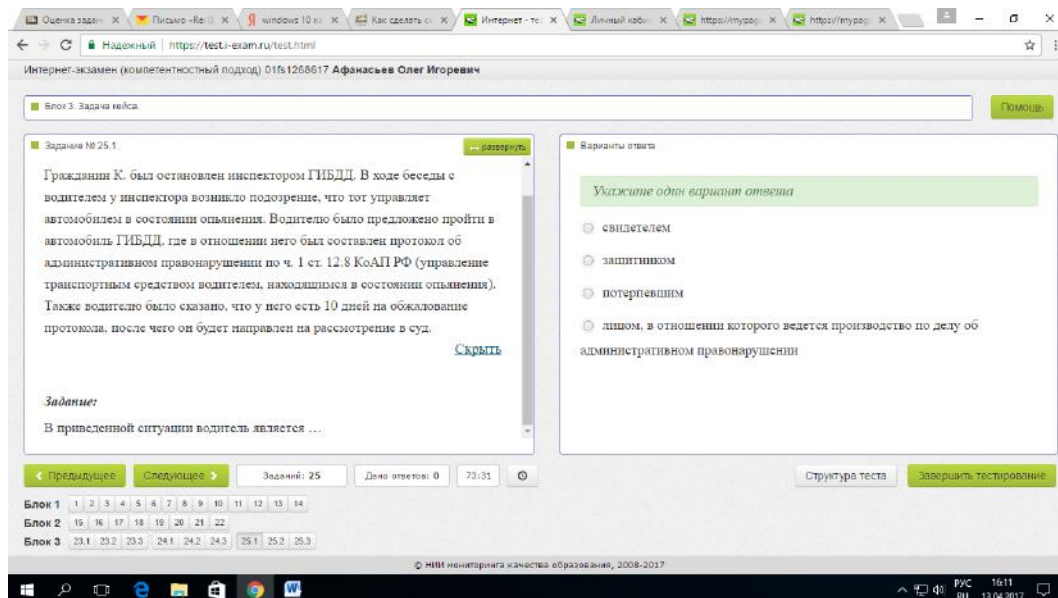 Оценка задан
Письмо «Re
windows 10 
Как сделать
Интернет - тес
Личный каби
https://mypag
https://mypag
Надежный | https://test.i-exam.ru/test.html
Интернет-экзамен (компетентностный подход) 01fs1268617 Афанасьев Олег Игоревич
Блок 3. Задача кейса.
Помощь
Задание № 25.1
развернуть
Гражданин К. был остановлен инспектором ГИБДД. В ходе беседы с
водителем у инспектора возникло подозрение, что тот управляет
автомобилем в состоянии опьянения. Водителю было предложено пройти в
автомобиль ГИБДД, где в отношении него был составлен протокол об
административном правонарушении по ч. 1 ст. 12.8 КоАП РФ (управление
транспортным средством водителем, находящимся в состоянии опьянения).
Также водителю было сказано, что у него есть 10 дней на обжалование
протокола, после чего он будет направлен на рассмотрение в суд.
Скрыть
Задание:
В приведенной ситуации водитель является …
Варианты ответа
Укажите один вариант ответа
свидетелем
защитником
потерпевшим
лицом, в отношении которого ведется производство по делу об
административном правонарушении
Предыдущее
Следующее
Заданий: 25
Дано ответов: 0
73:31
Структура теста
Завершить тестирование
Блок 1 1 2 3 4 5 6 7 8 9 10 11 12 13 14
Блок 2 15 16 17 18 19 20 21 22
Блок 3 23.1 23.2 23.3 24.1 24.2 24.3 25.1 25.2 25.3
© НИИ мониторинга качества образования, 2008-2017
РУС
RU
16:11
13.04.2017